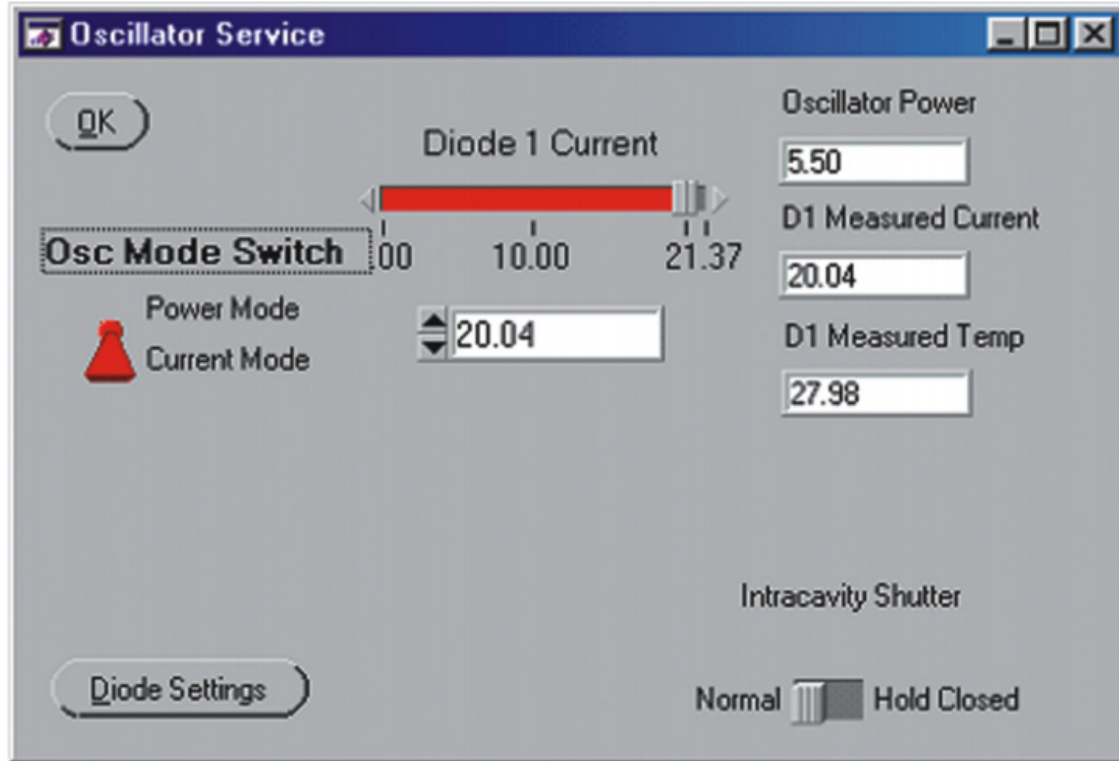 Oscillator Service
OK
Diode 1 Current
.00 10.00 21.37
Osc Mode Switch
Power Mode
Current Mode
20.04
Oscillator Power
5.50
D1 Measured Current
20.04
D1 Measured Temp
27.98
Intracavity Shutter
Normal Hold Closed
Diode Settings